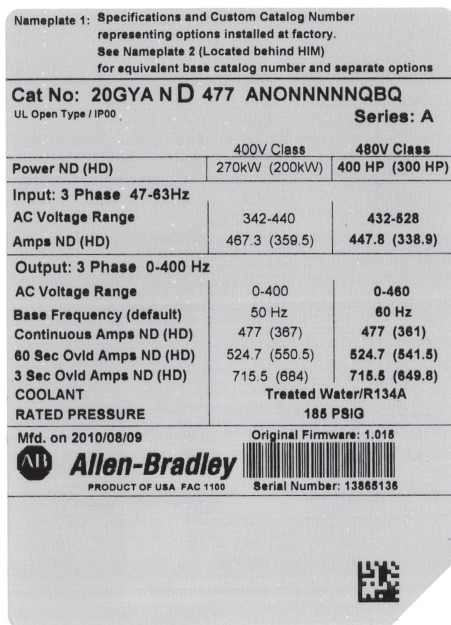 Nameplate 1: Specifications and Custom Catalog Number
representing options installed at factory.
See Nameplate 2 (Located behind HIM)
for equivalent base catalog number and separate options
Cat No: 20GYA N D 477 ANONNNNNQBQ
UL Open Type / IP00
Series: A
400V Class 480V Class
Power ND (HD) 270kW (200kW) 400 HP (300 HP)
Input: 3 Phase 47-63Hz
AC Voltage Range 342-440 432-528
Amps ND (HD) 467.3 (359.5) 447.8 (338.9)
Output: 3 Phase 0-400 Hz
AC Voltage Range 0-400 0-460
Base Frequency (default) 50 Hz 60 Hz
Continuous Amps ND (HD) 477 (367) 477 (361)
60 Sec Ovld Amps ND (HD) 524.7 (550.5) 524.7 (541.5)
3 Sec Ovld Amps ND (HD) 715.5 (684) 715.5 (649.8)
COOLANT Treated Water/R134A
RATED PRESSURE 185 PSIG
Mfd. on 2010/08/09 Original Firmware: 1.015
AB Allen-Bradley
PRODUCT OF USA FAC 1100 Serial Number: 13865136